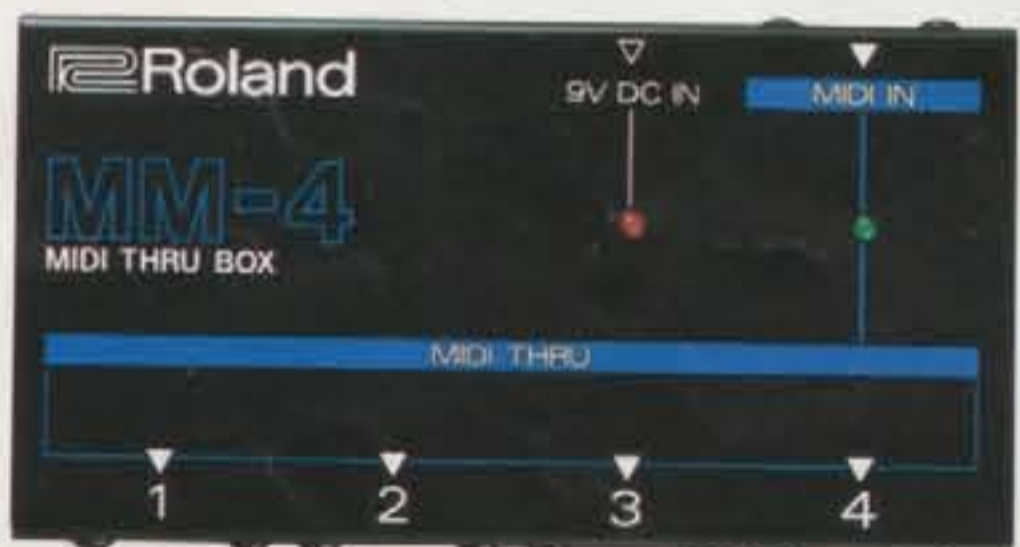 Roland
9V DC IN
MIDI IN
MM-4
MIDI THRU BOX
MIDI THRU
1 2 3 4